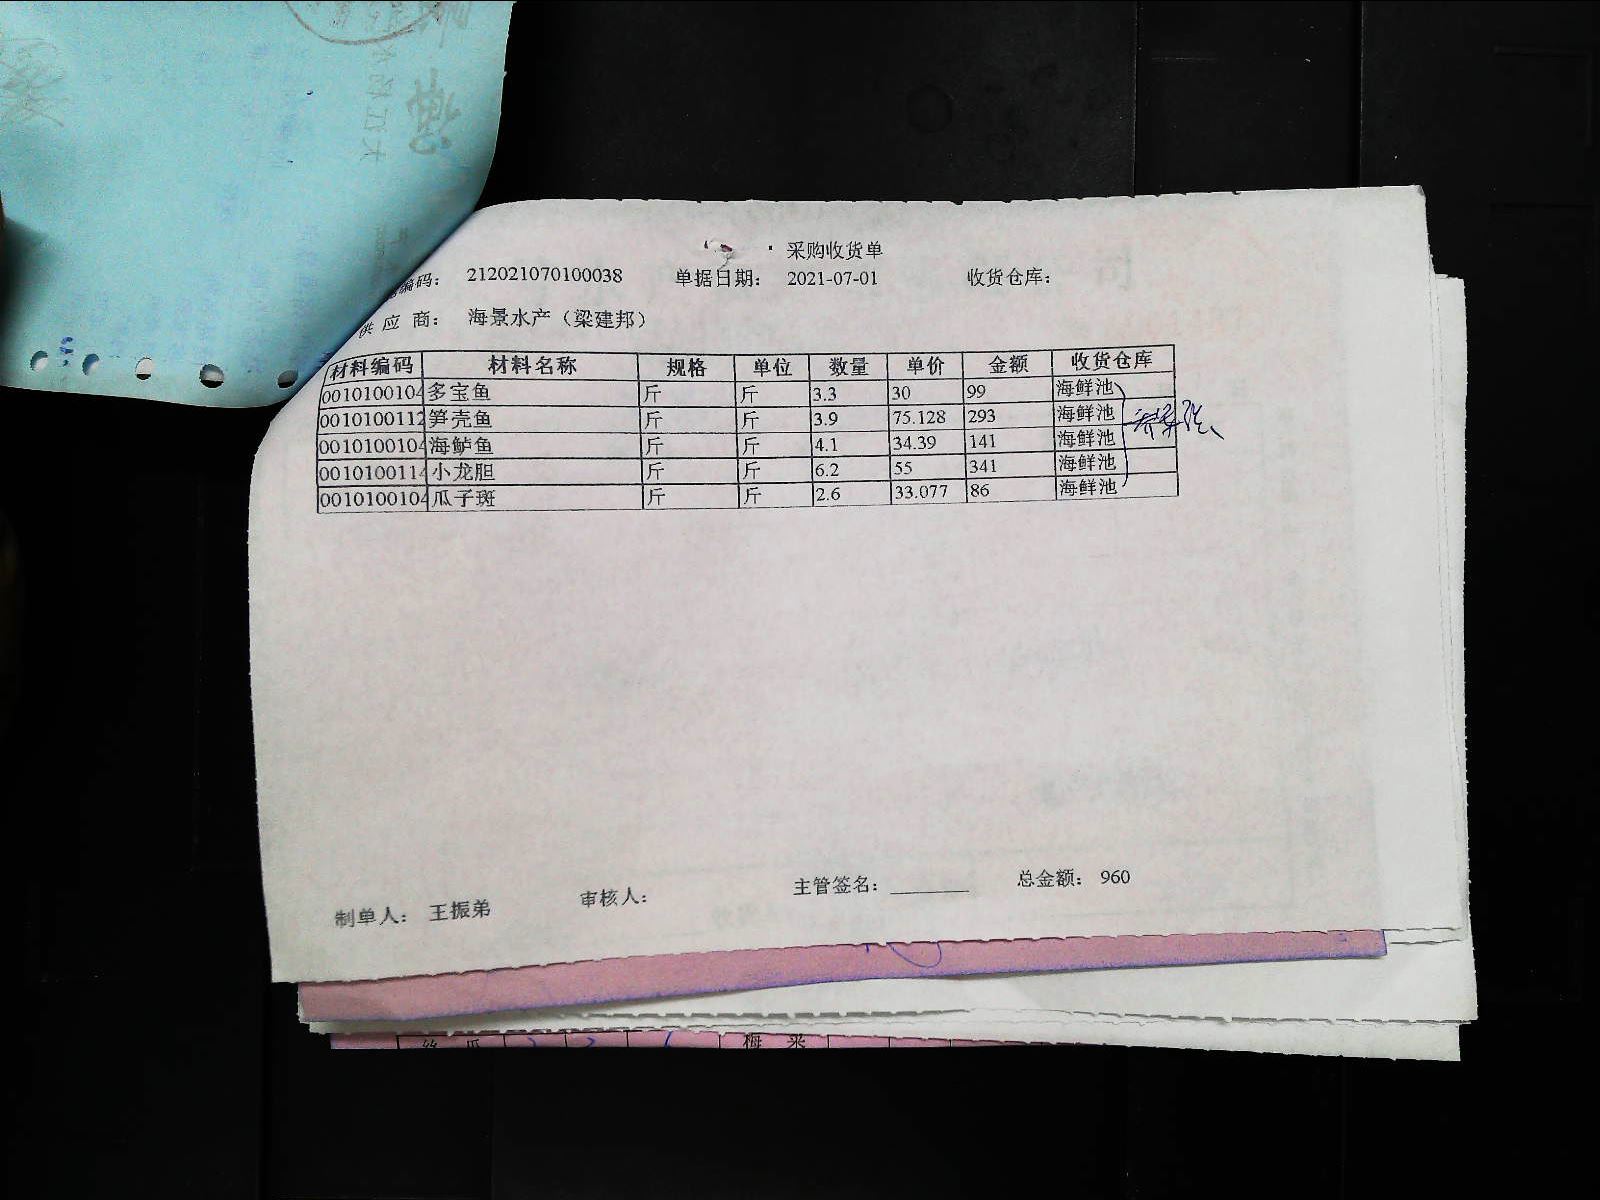 采购收货单
编码： 212021070100038 单据日期： 2021-07-01 收货仓库：
供 应 商： 海景水产（梁建邦）
材料编码 材料名称 规格 单位 数量 单价 金额 收货仓库
0010100104 多宝鱼 斤 斤 3.3 30 99 海鲜池
0010100112 笋壳鱼 斤 斤 3.9 75.128 293 海鲜池
0010100104 海鲈鱼 斤 斤 4.1 34.39 141 海鲜池
0010100114 小龙胆 斤 斤 6.2 55 341 海鲜池
0010100104 瓜子斑 斤 斤 2.6 33.077 86 海鲜池
制单人： 王振弟 审核人： 主管签名：________ 总金额： 960